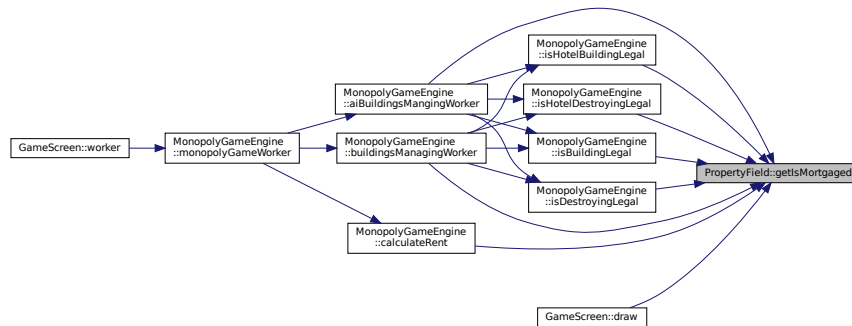 MonopolyGameEngine
::isHotelBuildingLegal
MonopolyGameEngine
::aiBuildingsMangingWorker
MonopolyGameEngine
::isHotelDestroyingLegal
GameScreen::worker
MonopolyGameEngine
::monopolyGameWorker
MonopolyGameEngine
::buildingsManagingWorker
MonopolyGameEngine
::isBuildingLegal
PropertyField::getIsMortgaged
MonopolyGameEngine
::isDestroyingLegal
MonopolyGameEngine
::calculateRent
GameScreen::draw